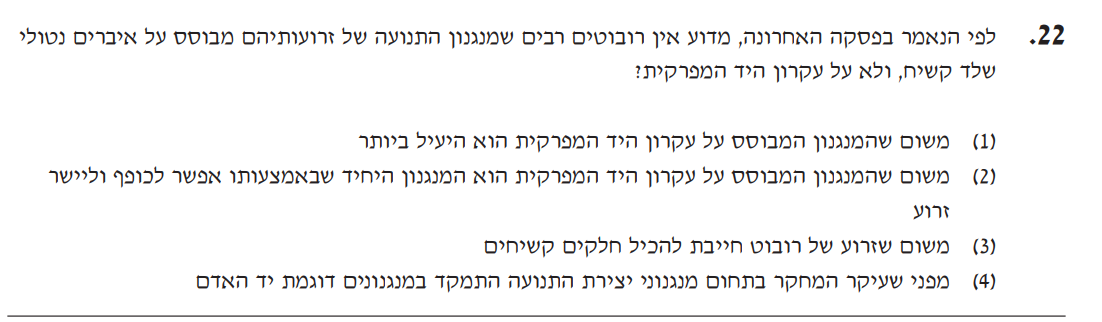 22. לפי הנאמר בפסקה האחרונה, מדוע אין רובוטים רבים שמנגנון התנועה של זרועותיהם מבוסס על איברים נטולי
שלד קשיח, ולא על עקרון היד המפרקית?
(1) משום שהמנגנון המבוסס על עקרון היד המפרקית הוא היעיל ביותר
(2) משום שהמנגנון המבוסס על עקרון היד המפרקית הוא המנגנון היחיד שבאמצעותו אפשר לכופף וליישר
זרוע
(3) משום שזרוע של רובוט חייבת להכיל חלקים קשיחים
(4) מפני שעיקר המחקר בתחום מנגנוני יצירת התנועה התמקד במנגנונים דוגמת יד האדם